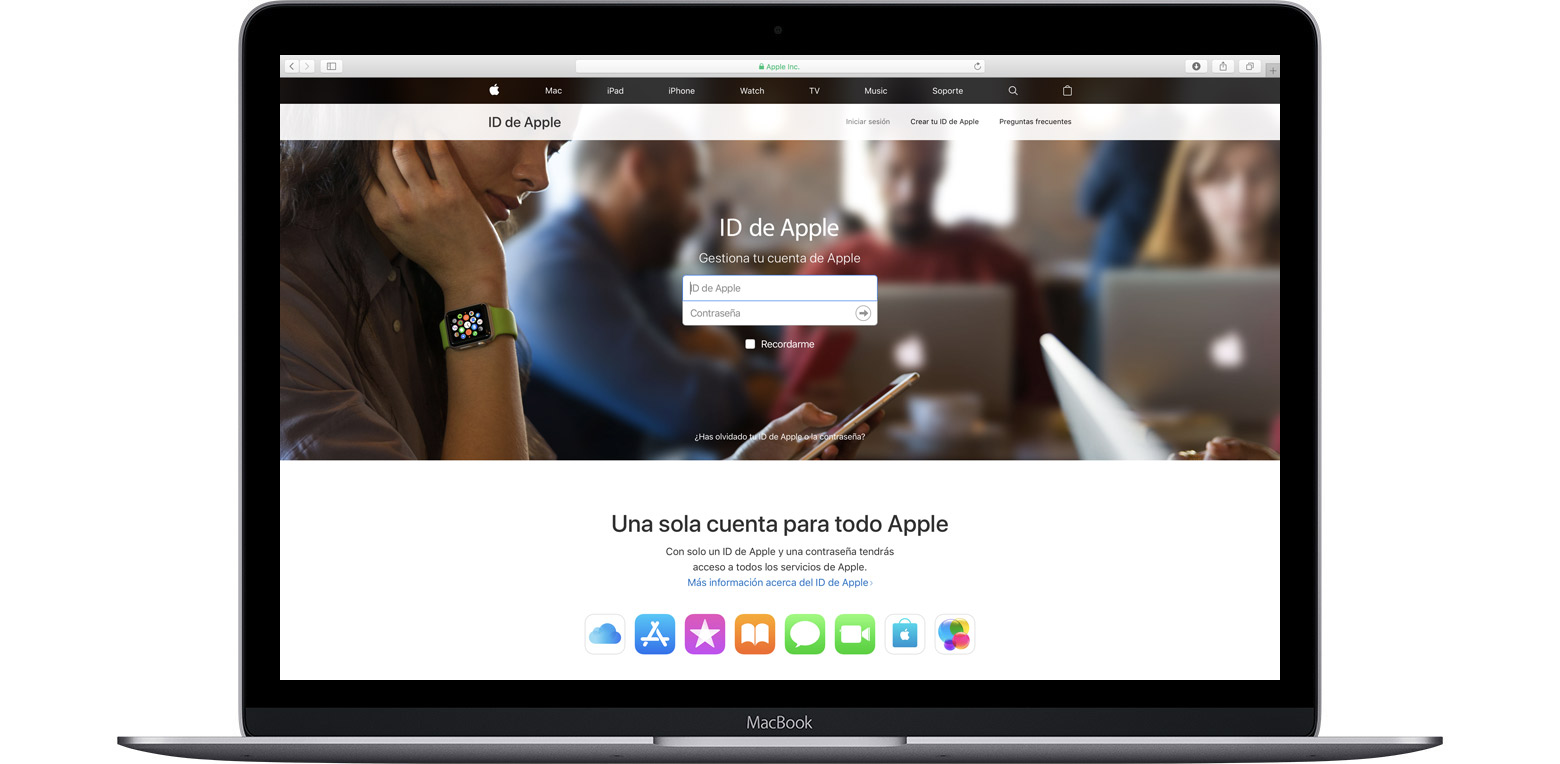 Apple Inc.
Mac iPad iPhone Watch TV Music Soporte
ID de Apple
Iniciar sesión Crear tu ID de Apple Preguntas frecuentes
ID de Apple
Gestiona tu cuenta de Apple
ID de Apple
Contraseña
Recordarme
¿Has olvidado tu ID de Apple o la contraseña?
Una sola cuenta para todo Apple
Con solo un ID de Apple y una contraseña tendrás
acceso a todos los servicios de Apple.
Más información acerca del ID de Apple ›
MacBook